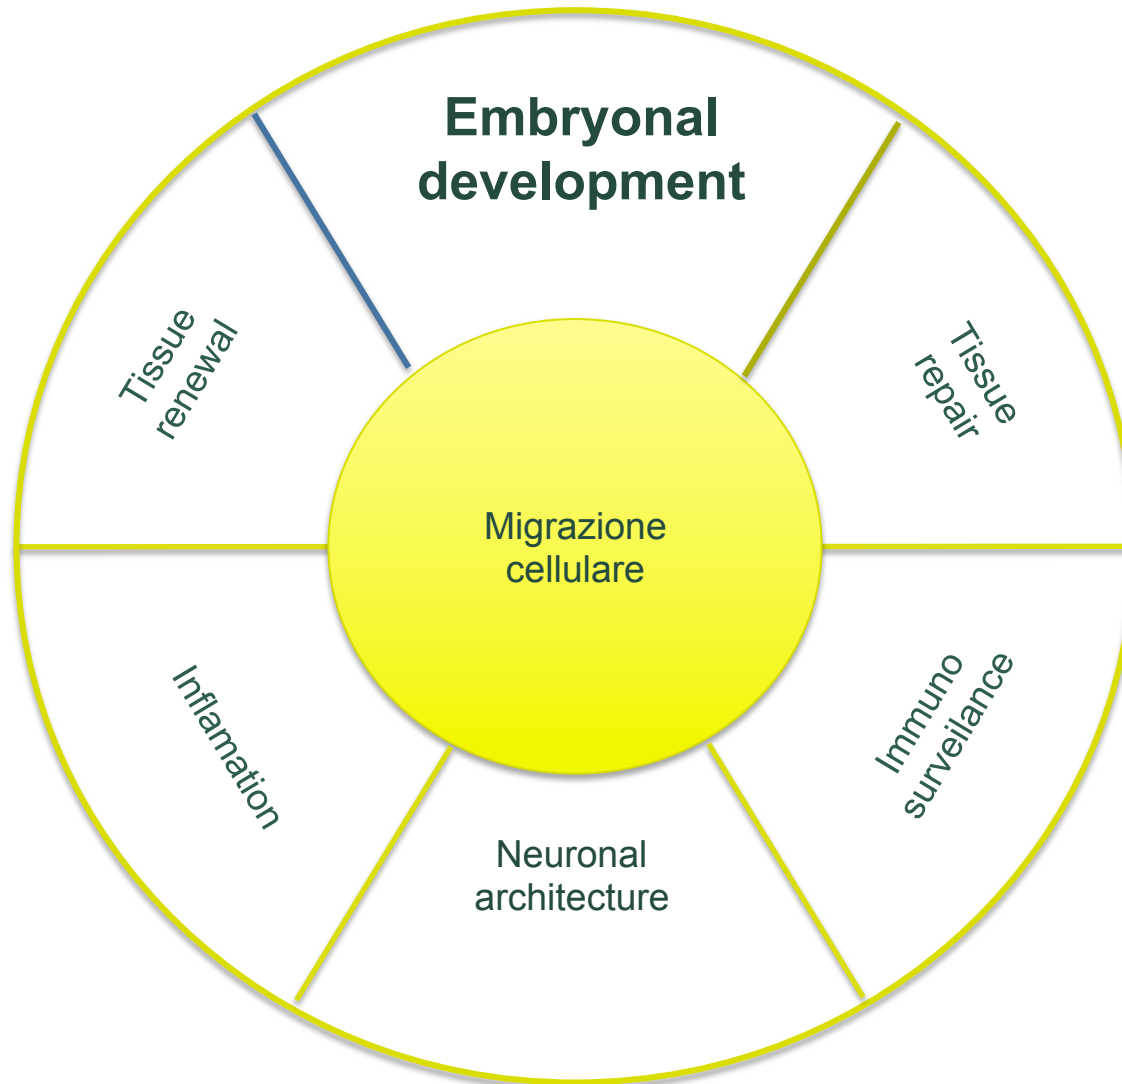 Embryonal
development
Tissue
renewal
Tissue
repair
Migrazione
cellulare
Inflamation
Immuno
surveilance
Neuronal
architecture